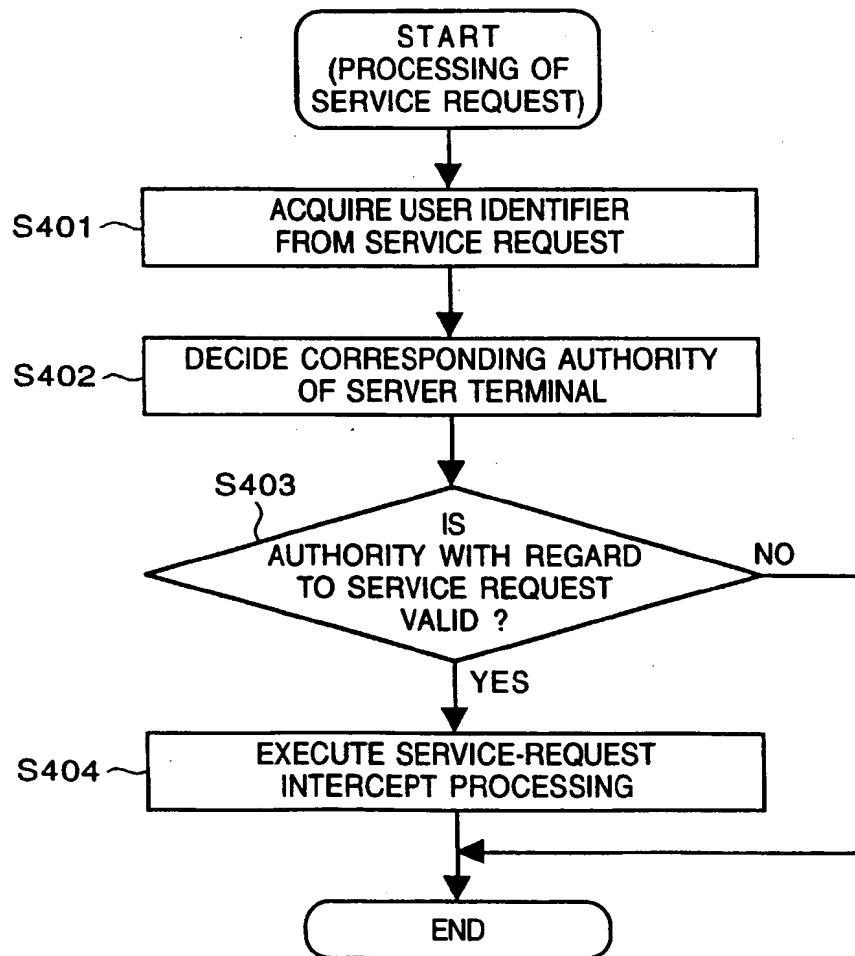 START
(PROCESSING OF
SERVICE REQUEST)
S401
ACQUIRE USER IDENTIFIER
FROM SERVICE REQUEST
S402
DECIDE CORRESPONDING AUTHORITY
OF SERVER TERMINAL
S403
IS
AUTHORITY WITH REGARD
TO SERVICE REQUEST
VALID ?
NO
YES
S404
EXECUTE SERVICE-REQUEST
INTERCEPT PROCESSING
END